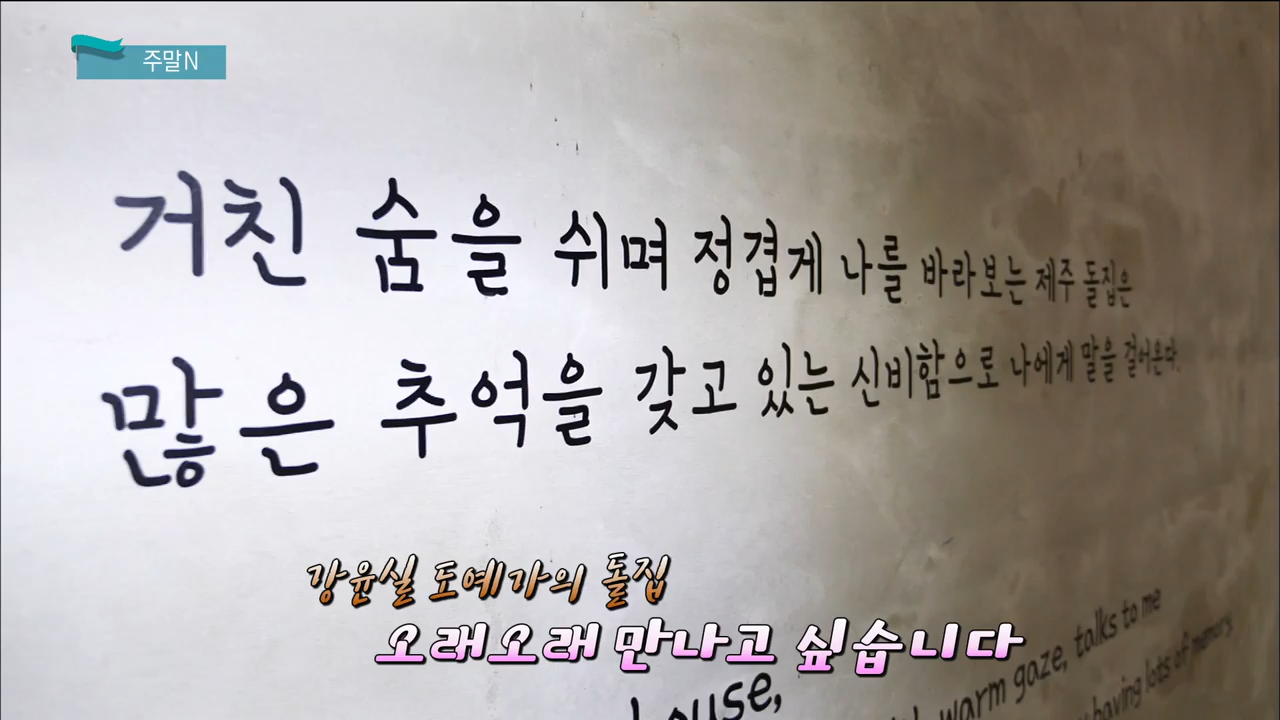 주말N
거친 숨을 쉬며 정겹게 나를 바라보는 제주 돌집은
많은 추억을 갖고 있는 신비함으로 나에게 말을 걸어온다.
강윤실 도예가의 돌집
오래오래 만나고 싶습니다
warm gaze, talks to me
having lots of memory